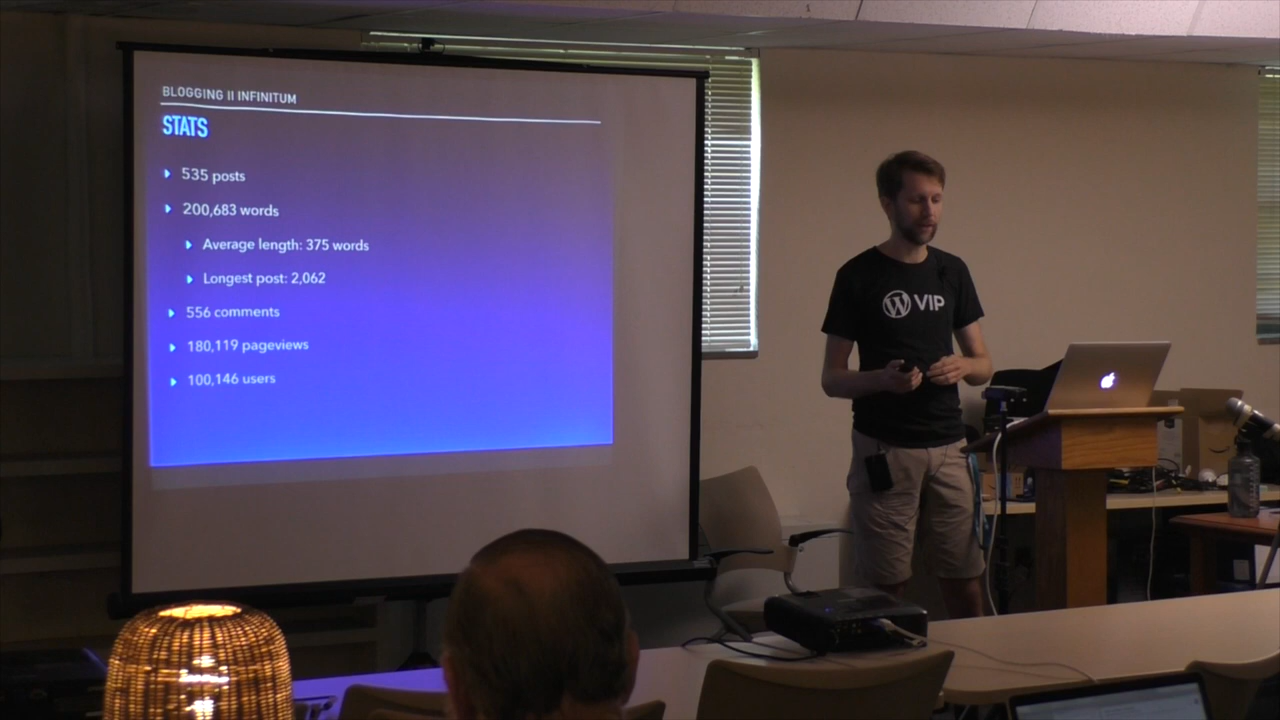 BLOGGING II INFINITUM
STATS
535 posts
200,683 words
Average length: 375 words
Longest post: 2,062
556 comments
180,119 pageviews
100,146 users
VIP